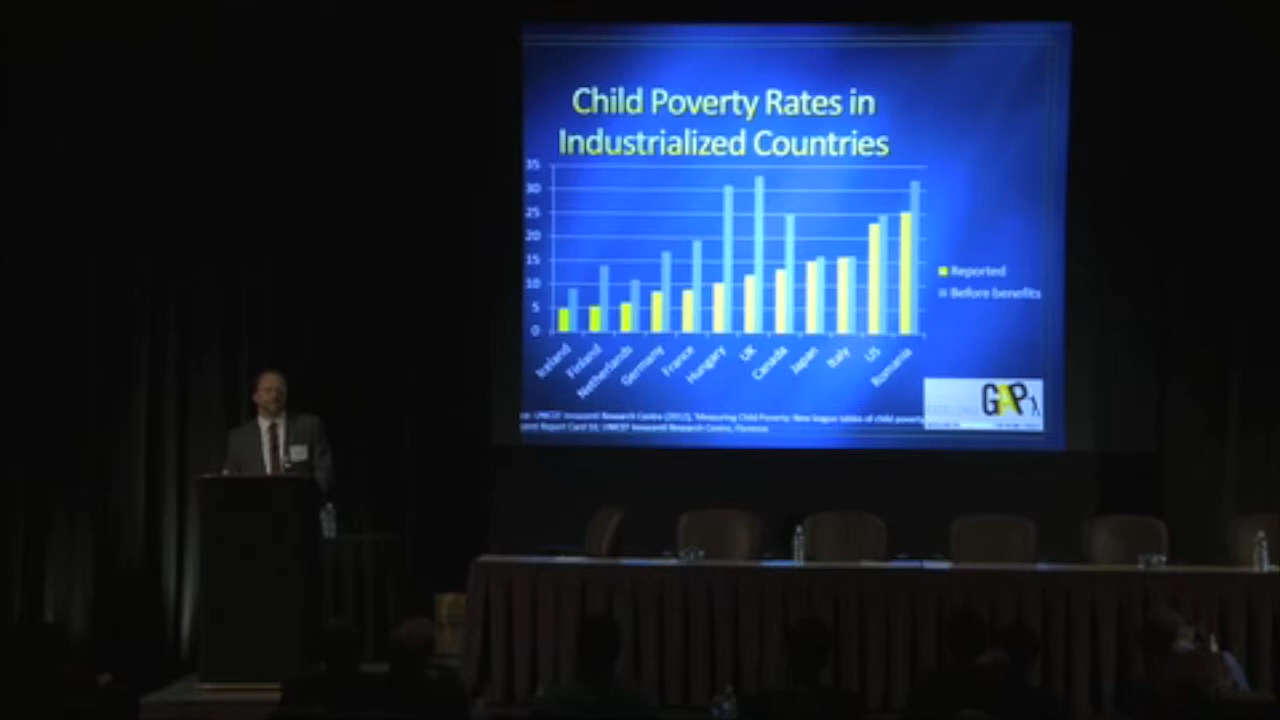 Child Poverty Rates in
Industrialized Countries
35
30
25
20
15
10
5
0
Iceland
Finland
Netherlands
Germany
France
Hungary
UK
Canada
Japan
Italy
US
Romania
Reported
Before benefits
GAP
UNICEF Innocenti Research Centre (2012), 'Measuring Child Poverty: New league tables of child poverty
Report Card 10, UNICEF Innocenti Research Centre, Florence